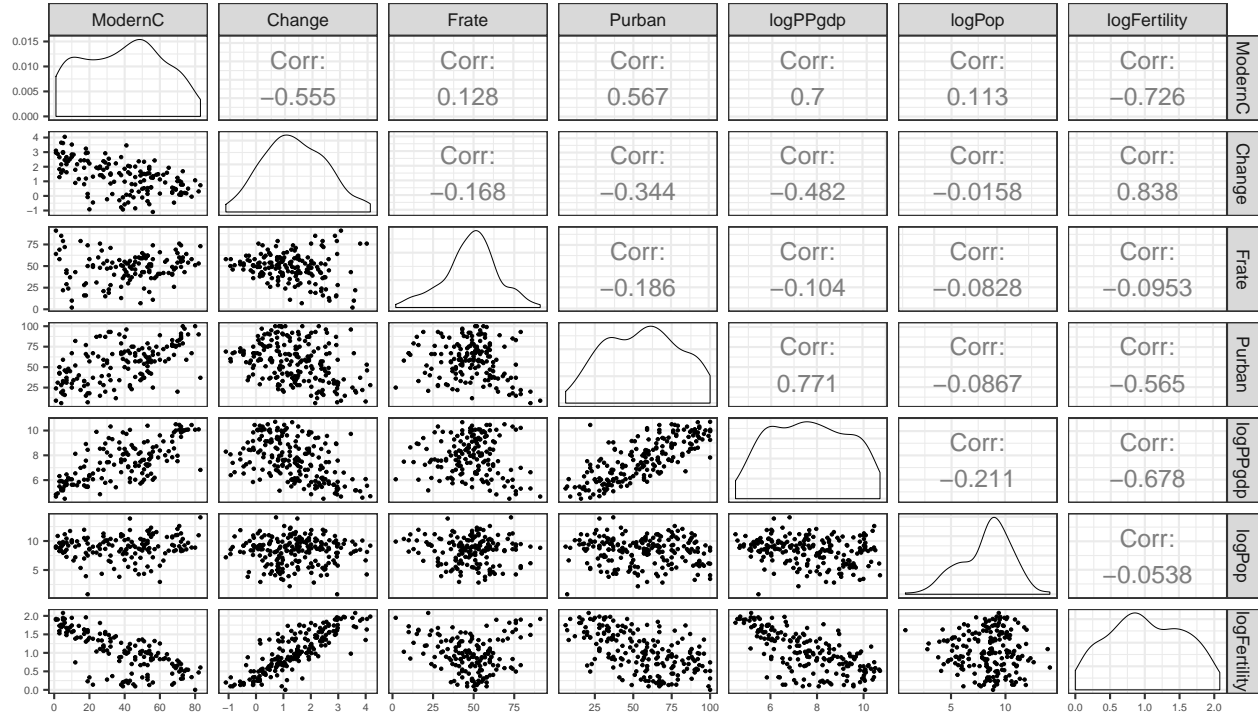 ModernC Change Frate Purban logPPgdp logPop logFertility
0.015
0.010
0.005
0.000
Corr: Corr: Corr: Corr: Corr: Corr:
−0.555 0.128 0.567 0.7 0.113 −0.726
ModernC
4
3
2
1
0
−1
Corr: Corr: Corr: Corr: Corr:
−0.168 −0.344 −0.482 −0.0158 0.838
Change
75
50
25
0
Corr: Corr: Corr: Corr:
−0.186 −0.104 −0.0828 −0.0953
Frate
100
75
50
25
Corr: Corr: Corr:
0.771 −0.0867 −0.565
Purban
10
8
6
Corr: Corr:
−0.211 −0.678
logPPgdp
10
5
Corr:
−0.0538
logPop
2.0
1.5
1.0
0.5
0.0
logFertility
0 20 40 60 80 −1 0 1 2 3 4 0 25 50 75 25 50 75 100 6 8 10 5 10 0.0 0.5 1.0 1.5 2.0